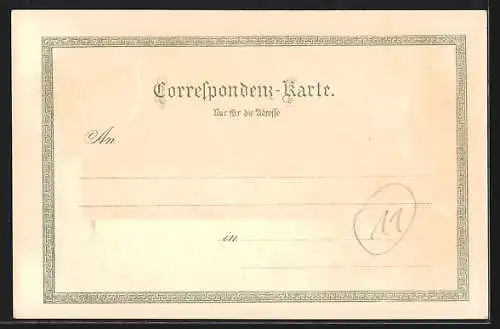 Correſpondenz-Karte.
Nur für die Adreſſe
An
in
11